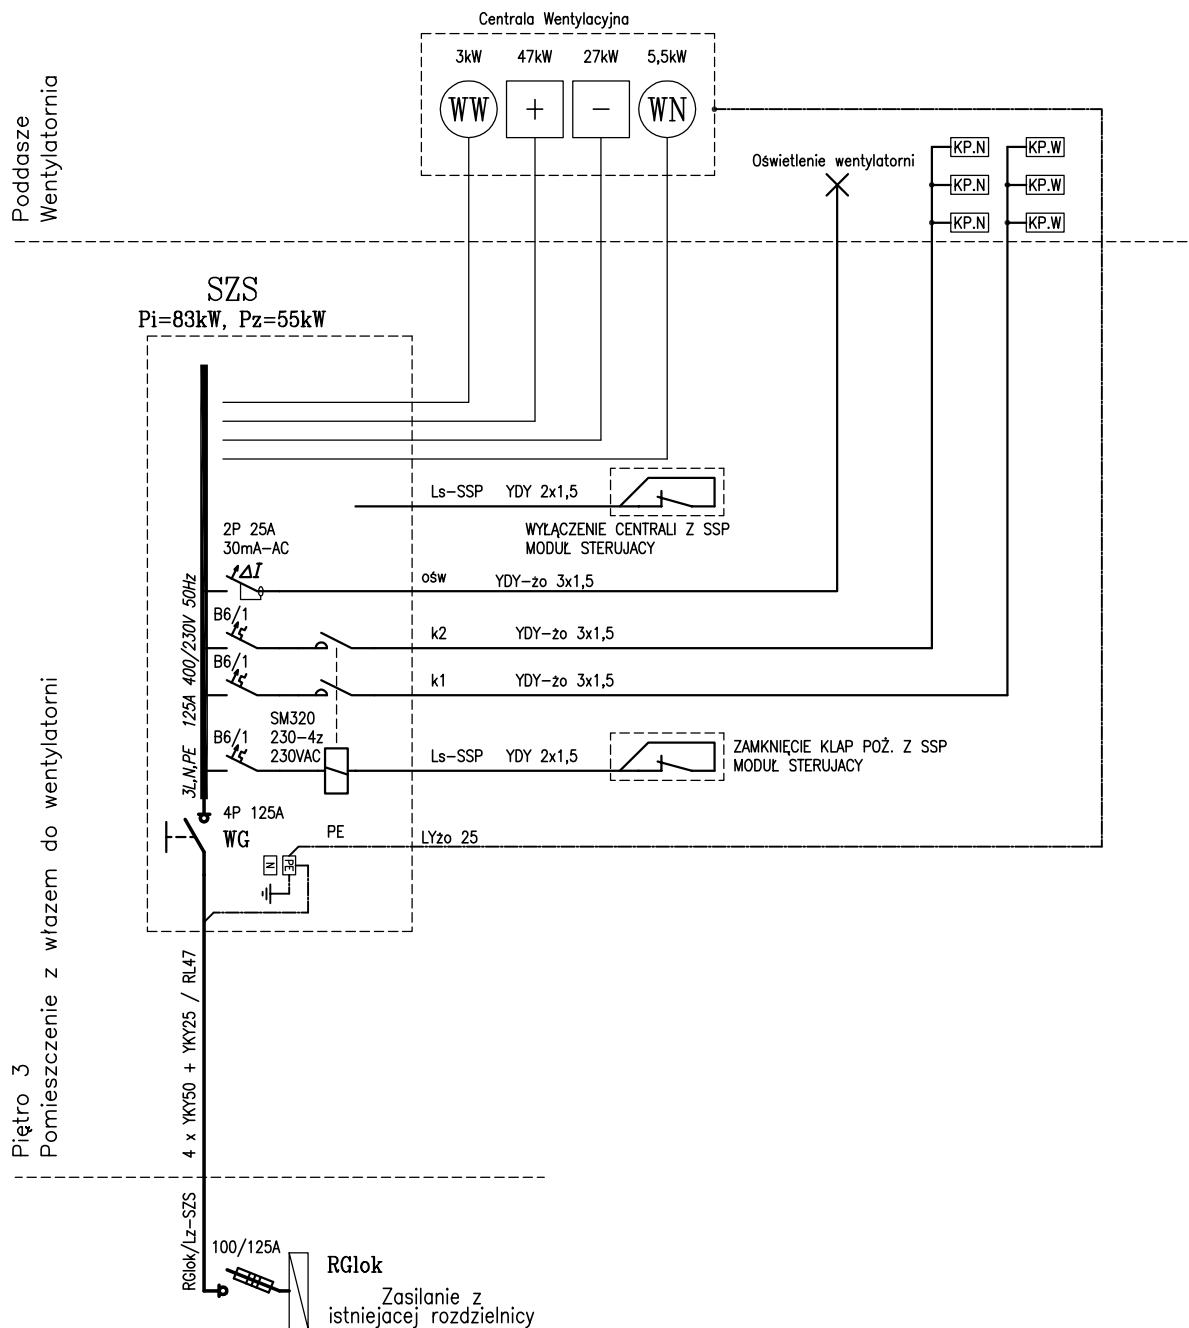 Centrala Wentylacyjna
3kW 47kW 27kW 5,5kW
WW + − WN
Poddasze
Wentylatornia
Oświetlenie wentylatorni
KP.N KP.W
KP.N KP.W
KP.N KP.W
SZS
Pi=83kW, Pz=55kW
Ls-SSP YDY 2x1,5
WYŁĄCZENIE CENTRALI Z SSP
MODUŁ STERUJACY
2P 25A
30mA-AC
ΔI
ośw YDY-żo 3x1,5
B6/1
k2 YDY-żo 3x1,5
B6/1
k1 YDY-żo 3x1,5
SM320
230-4z
230VAC
B6/1
Ls-SSP YDY 2x1,5
ZAMKNIĘCIE KLAP POŻ. Z SSP
MODUŁ STERUJACY
3L,N,PE 125A 400/230V 50Hz
4P 125A
WG
PE
LYżo 25
N PE
Piętro 3
Pomieszczenie z włazem do wentylatorni
4 x YKY50 + YKY25 / RL47
RGlok/Lz-SZS
100/125A
RGlok
Zasilanie z
istniejacej rozdzielnicy